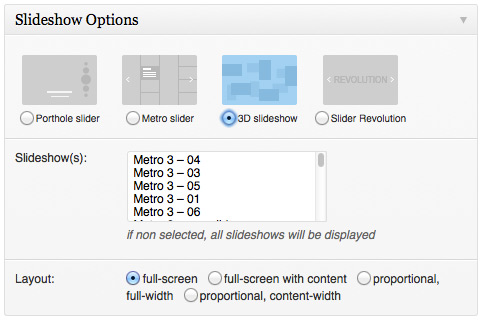 Slideshow Options
REVOLUTION
Porthole slider Metro slider 3D slideshow Slider Revolution
Slideshow(s):
Metro 3 – 04
Metro 3 – 03
Metro 3 – 05
Metro 3 – 01
Metro 3 – 06
if non selected, all slideshows will be displayed
Layout: full-screen full-screen with content proportional,
full-width proportional, content-width